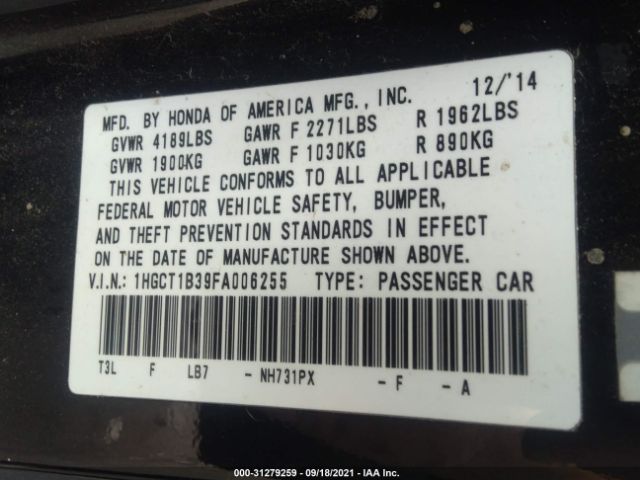 MFD. BY HONDA OF AMERICA MFG., INC. 12/'14
GVWR 4189LBS GAWR F 2271LBS R 1962LBS
GVWR 1900KG GAWR F 1030KG R 890KG
THIS VEHICLE CONFORMS TO ALL APPLICABLE
FEDERAL MOTOR VEHICLE SAFETY, BUMPER,
AND THEFT PREVENTION STANDARDS IN EFFECT
ON THE DATE OF MANUFACTURE SHOWN ABOVE.
V.I.N.: 1HGCT1B39FA006255 TYPE: PASSENGER CAR
T3L F LB7 - NH731PX - F - A
000-31279259 - 09/18/2021 - IAA Inc.